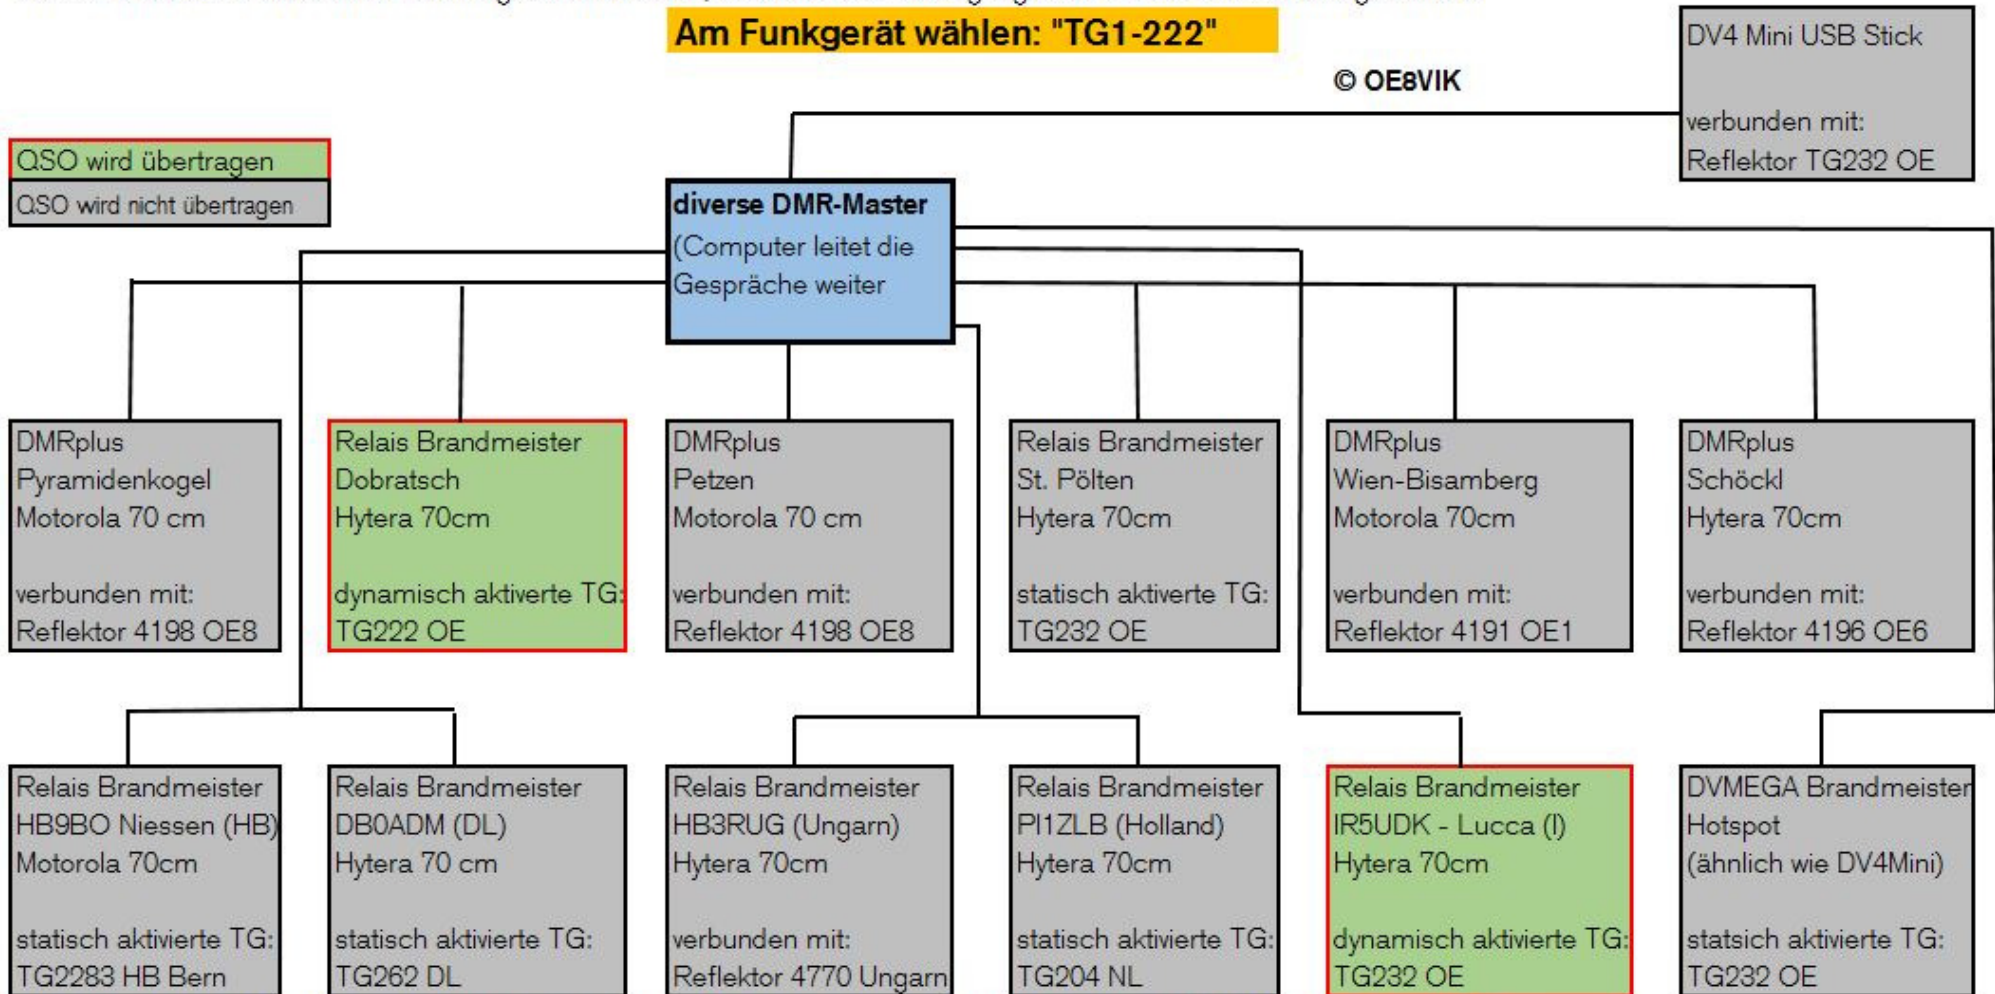 Am Funkgerät wählen: "TG1-222"
© OE8VIK
DV4 Mini USB Stick
verbunden mit:
Reflektor TG232 OE
QSO wird übertragen
QSO wird nicht übertragen
diverse DMR-Master
(Computer leitet die
Gespräche weiter
DMRplus
Pyramidenkogel
Motorola 70 cm
verbunden mit:
Reflektor 4198 OE8
Relais Brandmeister
Dobratsch
Hytera 70cm
dynamisch aktiverte TG:
TG222 OE
DMRplus
Petzen
Motorola 70 cm
verbunden mit:
Reflektor 4198 OE8
Relais Brandmeister
St. Pölten
Hytera 70cm
statisch aktiverte TG:
TG232 OE
DMRplus
Wien-Bisamberg
Motorola 70cm
verbunden mit:
Reflektor 4191 OE1
DMRplus
Schöckl
Hytera 70cm
verbunden mit:
Reflektor 4196 OE6
Relais Brandmeister
HB9BO Niessen (HB)
Motorola 70cm
statisch aktivierte TG:
TG2283 HB Bern
Relais Brandmeister
DB0ADM (DL)
Hytera 70 cm
statisch aktivierte TG:
TG262 DL
Relais Brandmeister
HB3RUG (Ungarn)
Hytera 70cm
verbunden mit:
Reflektor 4770 Ungarn
Relais Brandmeister
PI1ZLB (Holland)
Hytera 70cm
statisch aktivierte TG:
TG204 NL
Relais Brandmeister
IR5UDK - Lucca (I)
Hytera 70cm
dynamisch aktivierte TG:
TG232 OE
DVMEGA Brandmeister
Hotspot
(ähnlich wie DV4Mini)
statsich aktivierte TG:
TG232 OE